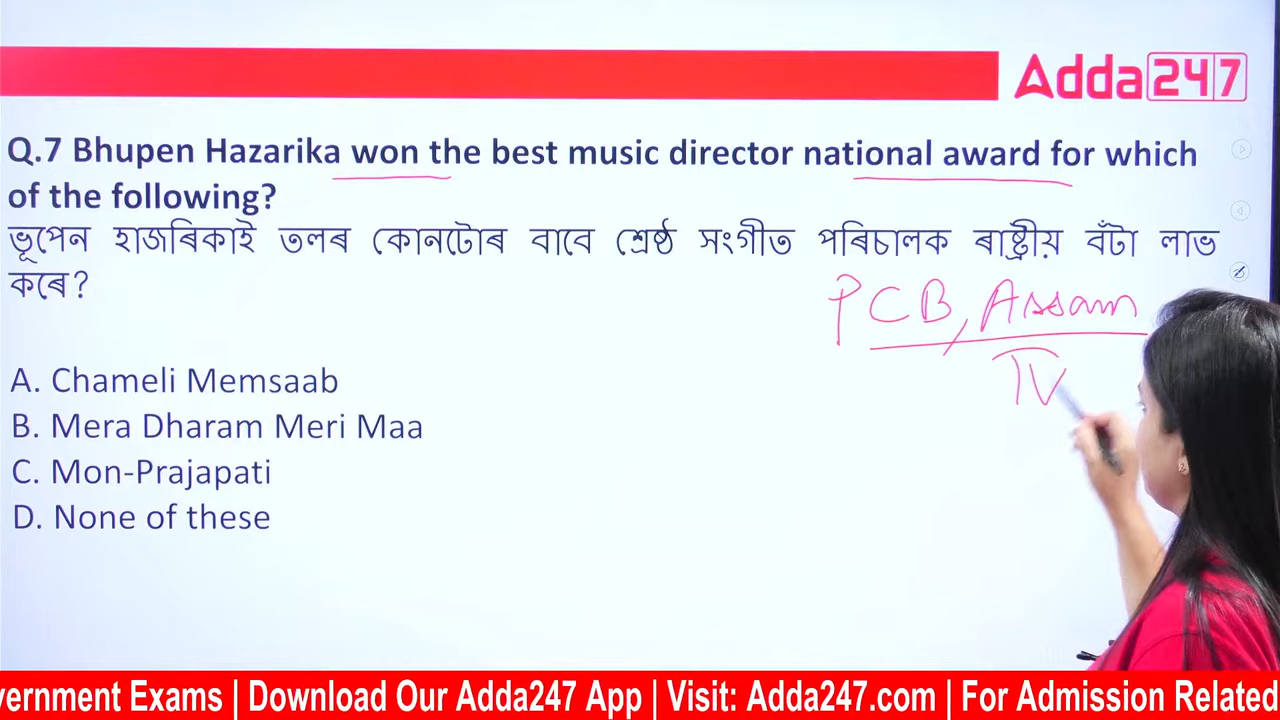 Adda247
Q.7 Bhupen Hazarika won the best music director national award for which
of the following?
ভূপেন হাজৰিকাই তলৰ কোনটোৰ বাবে শ্ৰেষ্ঠ সংগীত পৰিচালক ৰাষ্ট্ৰীয় বঁটা লাভ
কৰে?
PCB, Assam
IV
A. Chameli Memsaab
B. Mera Dharam Meri Maa
C. Mon-Prajapati
D. None of these
vernment Exams | Download Our Adda247 App | Visit: Adda247.com | For Admission Related